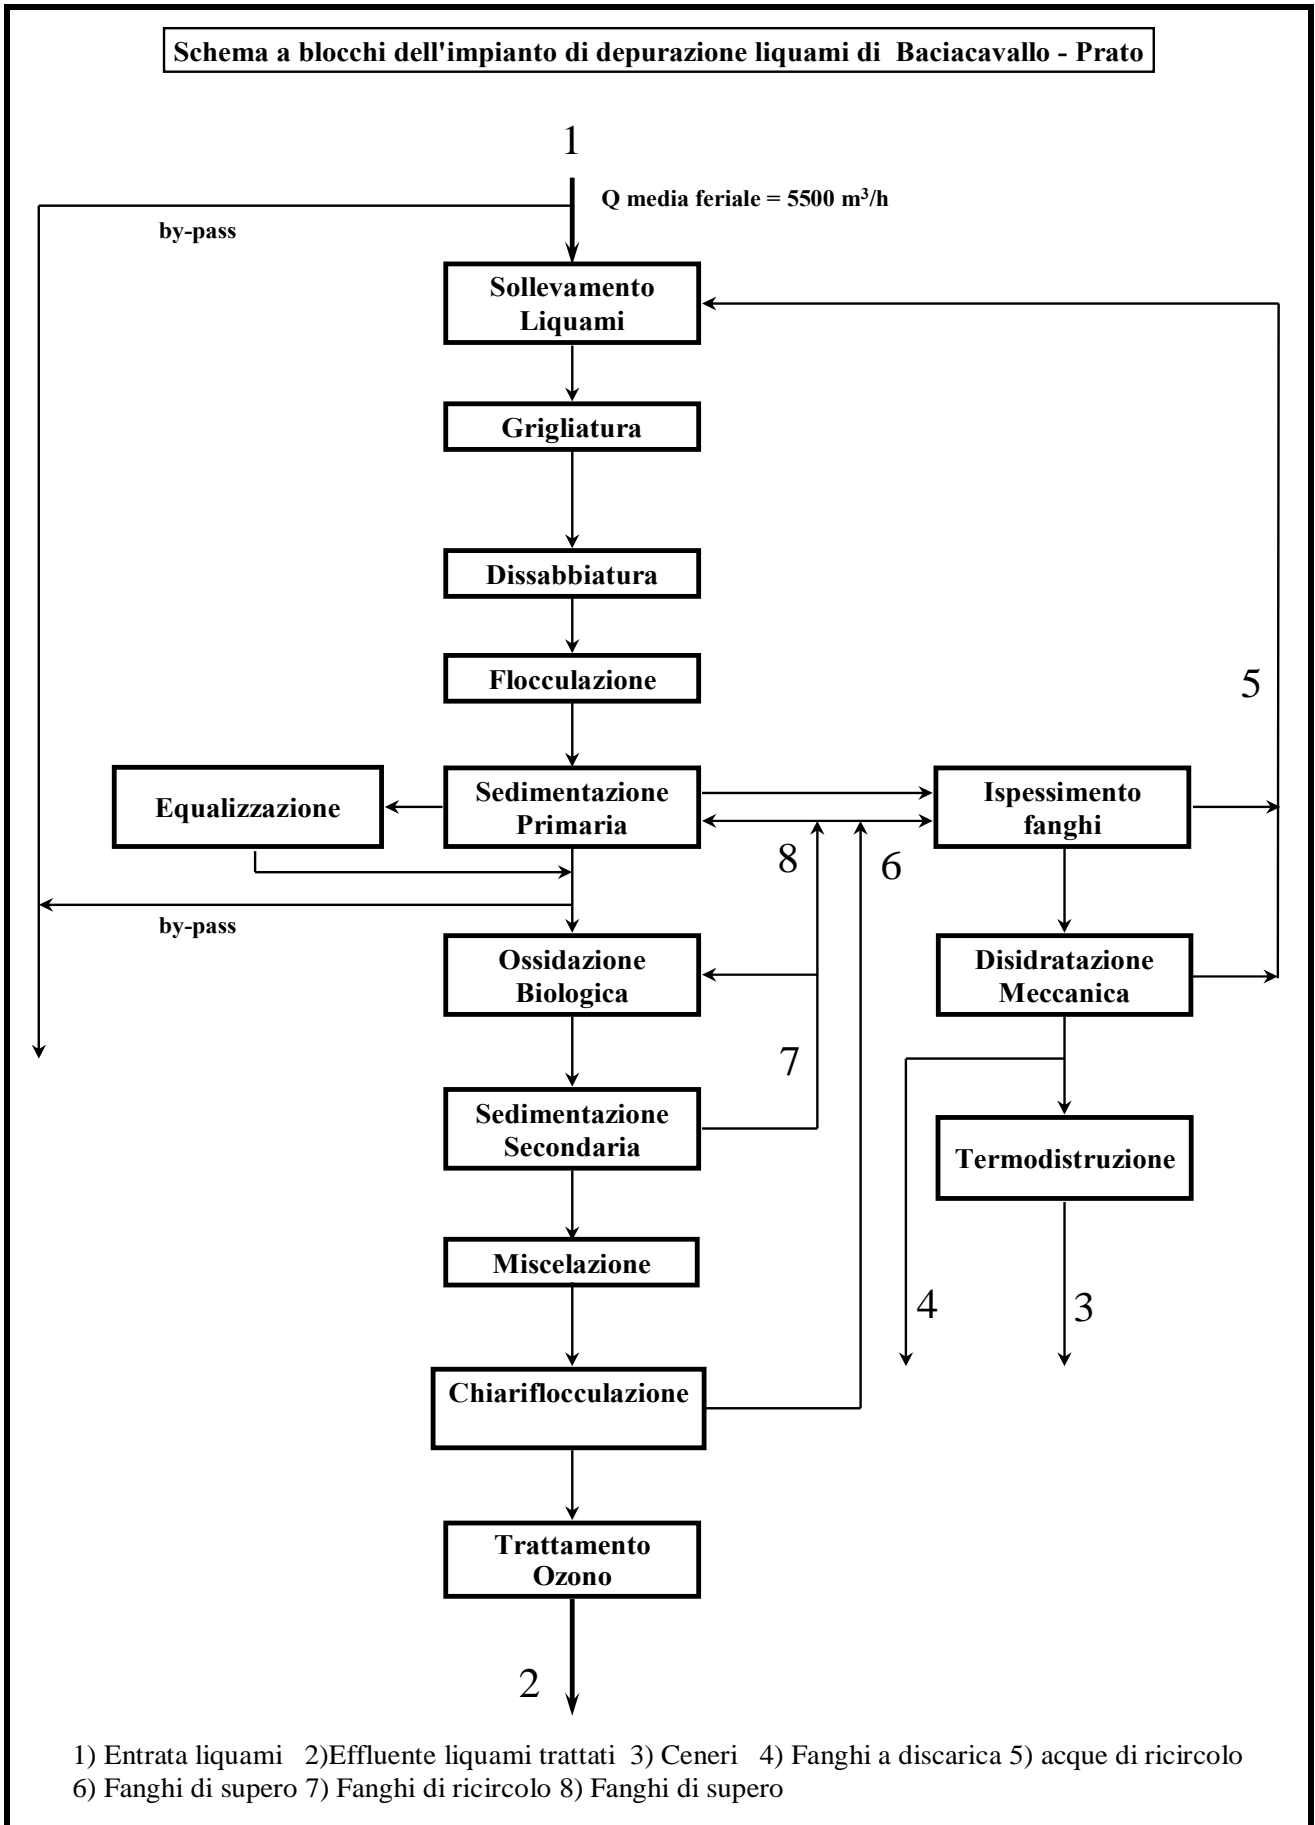 Schema a blocchi dell'impianto di depurazione liquami di Baciacavallo - Prato
1
Q media feriale = 5500 m³/h
by-pass
Sollevamento
Liquami
Grigliatura
Dissabbiatura
Flocculazione
5
Equalizzazione
Sedimentazione
Primaria
Ispessimento
fanghi
8
6
by-pass
Ossidazione
Biologica
Disidratazione
Meccanica
7
Sedimentazione
Secondaria
Termodistruzione
Miscelazione
4
3
Chiariflocculazione
Trattamento
Ozono
2
1) Entrata liquami 2)Effluente liquami trattati 3) Ceneri 4) Fanghi a discarica 5) acque di ricircolo
6) Fanghi di supero 7) Fanghi di ricircolo 8) Fanghi di supero